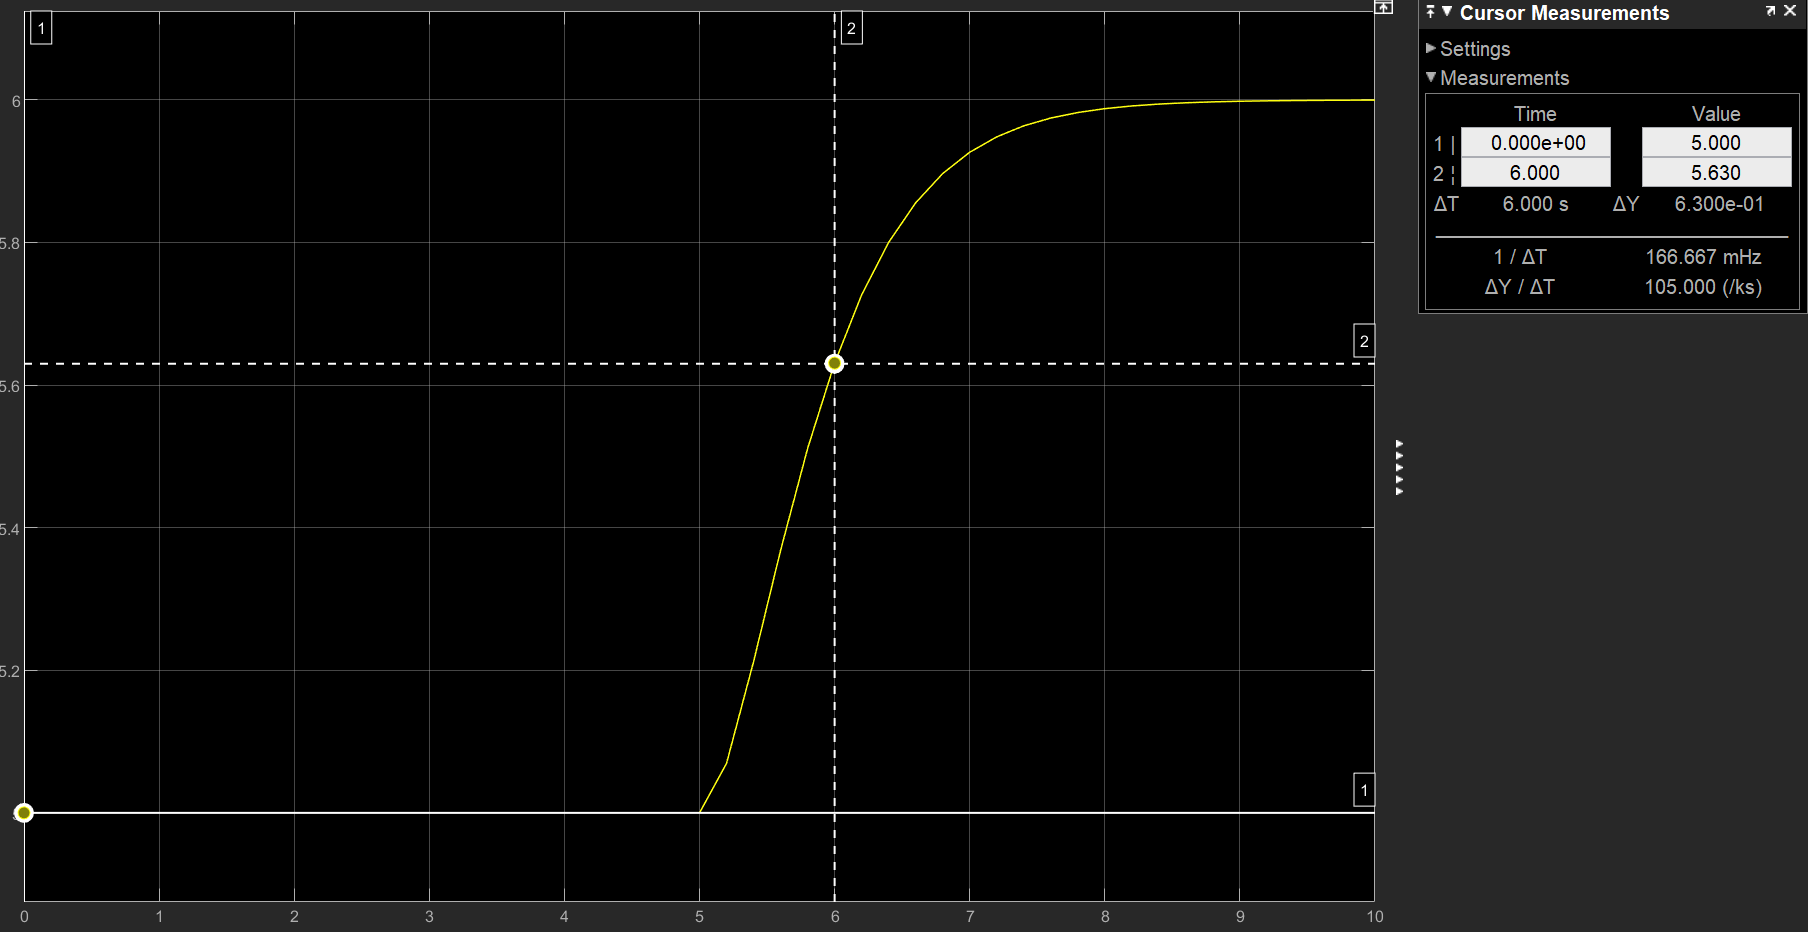 1
2
6
5.8
5.6
5.4
5.2
2
1
0 1 2 3 4 5 6 7 8 9 10
Cursor Measurements
Settings
Measurements
Time Value
1 | 0.000e+00 5.000
2 ¦ 6.000 5.630
ΔT 6.000 s ΔY 6.300e-01
1 / ΔT 166.667 mHz
ΔY / ΔT 105.000 (/ks)